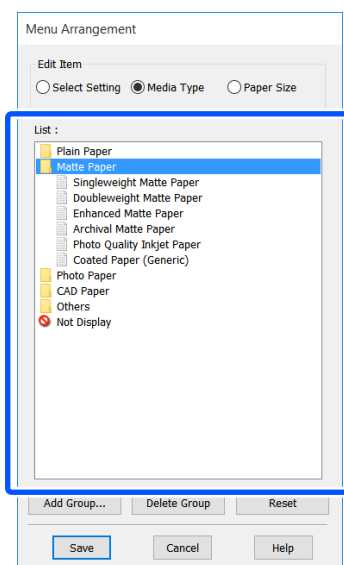 Menu Arrangement
Edit Item
Select Setting Media Type Paper Size
List :
Plain Paper
Matte Paper
Singleweight Matte Paper
Doubleweight Matte Paper
Enhanced Matte Paper
Archival Matte Paper
Photo Quality Inkjet Paper
Coated Paper (Generic)
Photo Paper
CAD Paper
Others
Not Display
Add Group... Delete Group Reset
Save Cancel Help